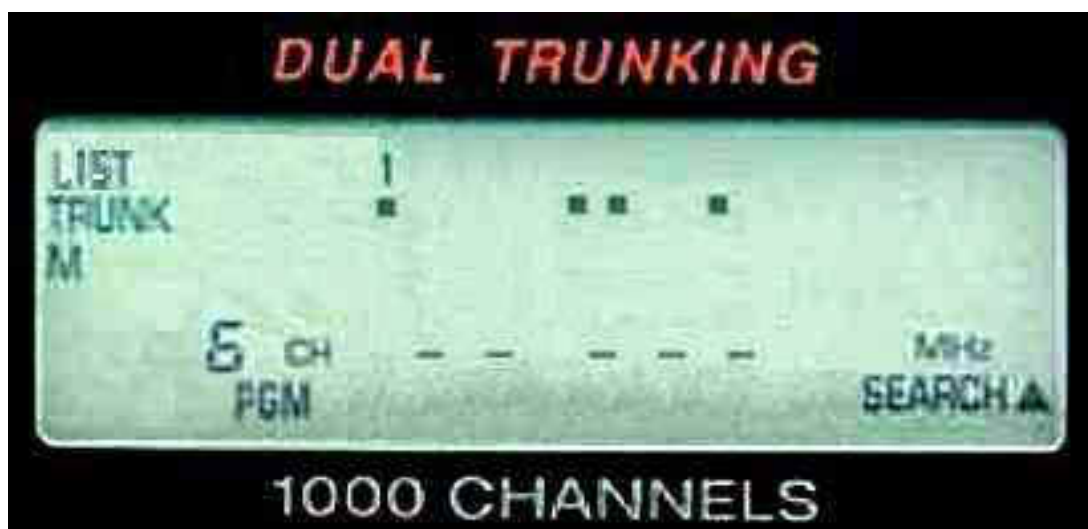 DUAL TRUNKING
LIST 1
TRUNK
M
6 CH - - - - - MHz
PGM SEARCH ▲
1000 CHANNELS